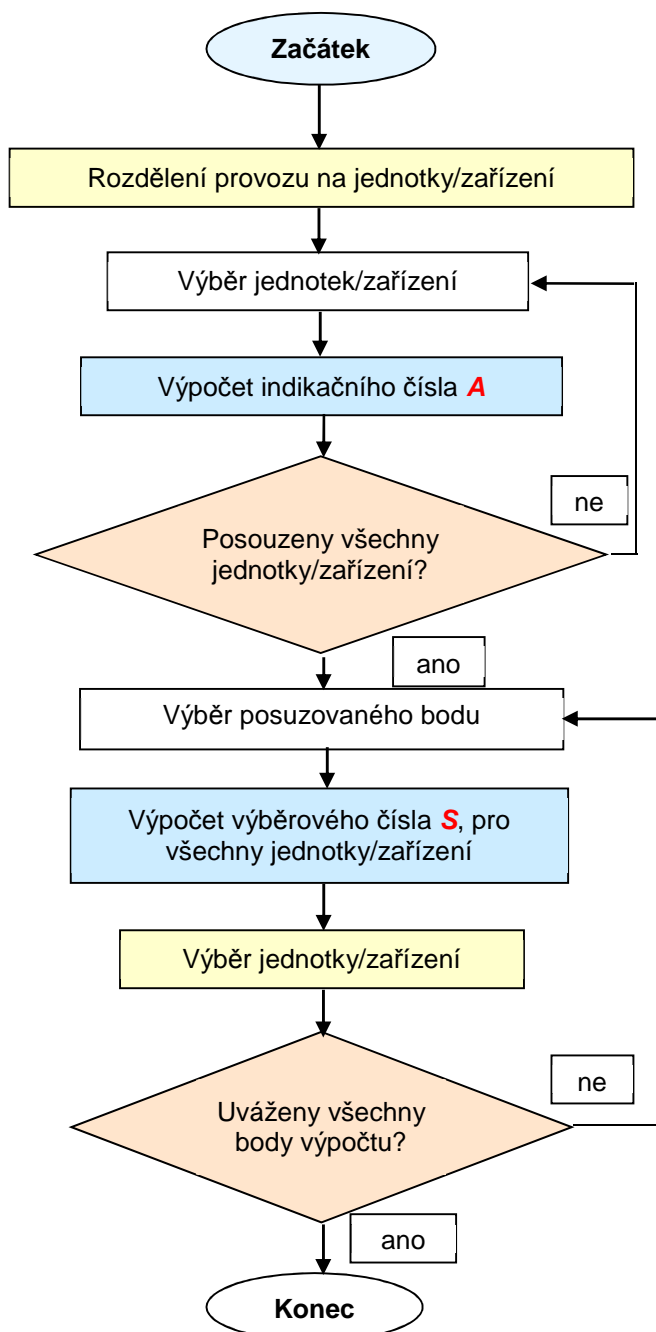 Začátek
Rozdělení provozu na jednotky/zařízení
Výběr jednotek/zařízení
Výpočet indikačního čísla A
Posouzeny všechny
jednotky/zařízení?
ne
ano
Výběr posuzovaného bodu
Výpočet výběrového čísla S, pro
všechny jednotky/zařízení
Výběr jednotky/zařízení
Uváženy všechny
body výpočtu?
ne
ano
Konec